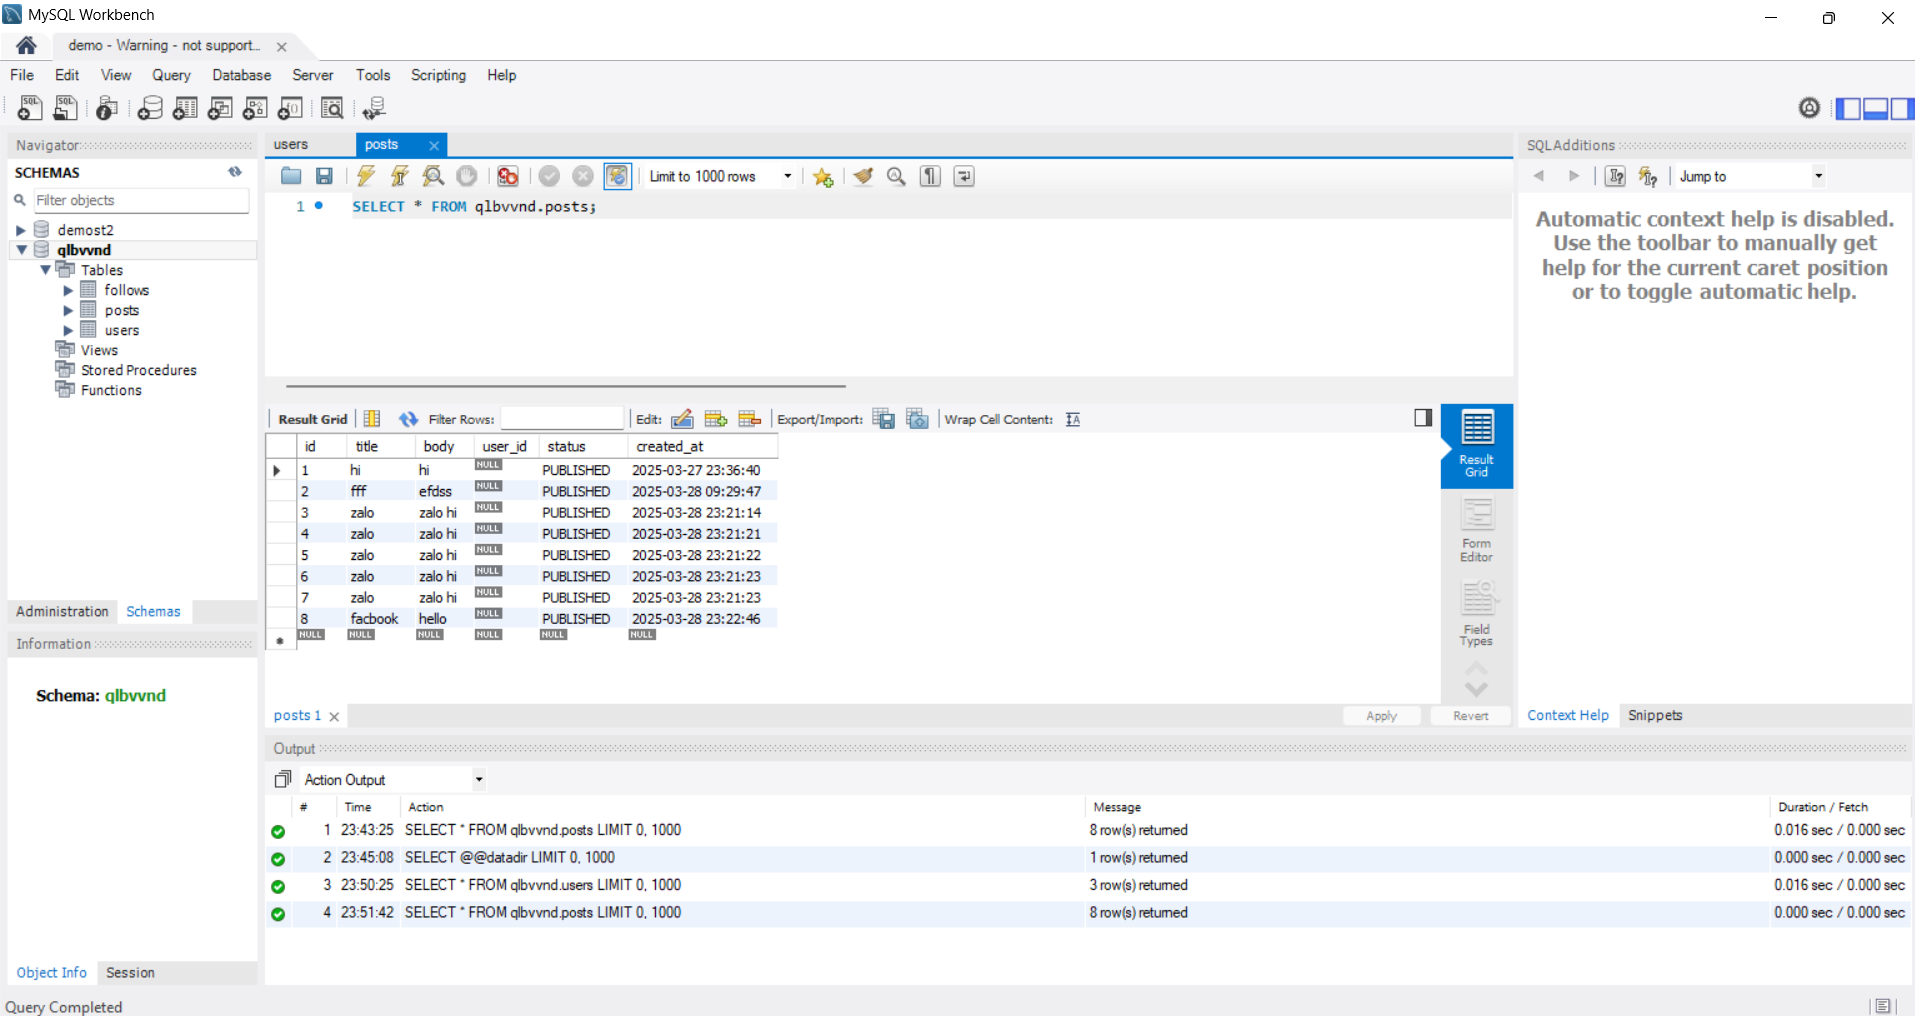 MySQL Workbench
demo - Warning - not support...
File Edit View Query Database Server Tools Scripting Help
Navigator
SCHEMAS
Filter objects
demost2
qlbvvnd
Tables
follows
posts
users
Views
Stored Procedures
Functions
Administration Schemas
Information
Schema: qlbvvnd
Object Info Session
users posts
Limit to 1000 rows
1 SELECT * FROM qlbvvnd.posts;
Result Grid Filter Rows: Edit: Export/Import: Wrap Cell Content:
id title body user_id status created_at
1 hi hi NULL PUBLISHED 2025-03-27 23:36:40
2 fff efdss NULL PUBLISHED 2025-03-28 09:29:47
3 zalo zalo hi NULL PUBLISHED 2025-03-28 23:21:14
4 zalo zalo hi NULL PUBLISHED 2025-03-28 23:21:21
5 zalo zalo hi NULL PUBLISHED 2025-03-28 23:21:22
6 zalo zalo hi NULL PUBLISHED 2025-03-28 23:21:23
7 zalo zalo hi NULL PUBLISHED 2025-03-28 23:21:23
8 facbook hello NULL PUBLISHED 2025-03-28 23:22:46
NULL NULL NULL NULL NULL NULL
Result
Grid
Form
Editor
Field
Types
posts 1 Apply Revert
SQLAdditions
Jump to
Automatic context help is disabled.
Use the toolbar to manually get
help for the current caret position
or to toggle automatic help.
Context Help Snippets
Output
Action Output
# Time Action Message Duration / Fetch
1 23:43:25 SELECT * FROM qlbvvnd.posts LIMIT 0, 1000 8 row(s) returned 0.016 sec / 0.000 sec
2 23:45:08 SELECT @@datadir LIMIT 0, 1000 1 row(s) returned 0.000 sec / 0.000 sec
3 23:50:25 SELECT * FROM qlbvvnd.users LIMIT 0, 1000 3 row(s) returned 0.016 sec / 0.000 sec
4 23:51:42 SELECT * FROM qlbvvnd.posts LIMIT 0, 1000 8 row(s) returned 0.000 sec / 0.000 sec
Query Completed